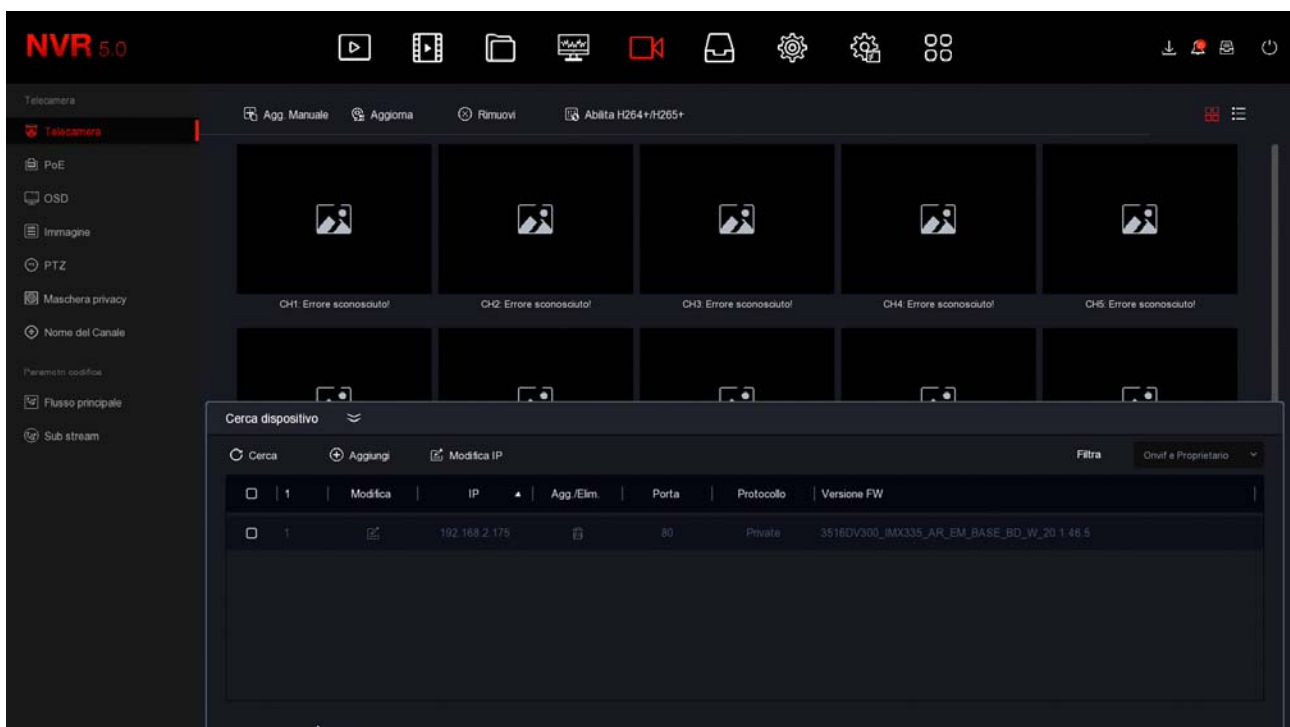 NVR 5.0
Telecamera
Telecamera
PoE
OSD
Immagine
PTZ
Maschera privacy
Nome del Canale
Parametri codifica
Flusso principale
Sub stream
Agg. Manuale Aggiorna Rimuovi Abilita H264+/H265+
CH1: Errore sconosciuto! CH2: Errore sconosciuto! CH3: Errore sconosciuto! CH4: Errore sconosciuto! CH5: Errore sconosciuto!
Cerca dispositivo
Cerca Aggiungi Modifica IP Filtra Onvif e Proprietario
1 Modifica IP Agg./Elim. Porta Protocollo Versione FW
1 192.168.2.175 80 Private 3516DV300_IMX335_AR_EM_BASE_BD_W_20.1.46.5